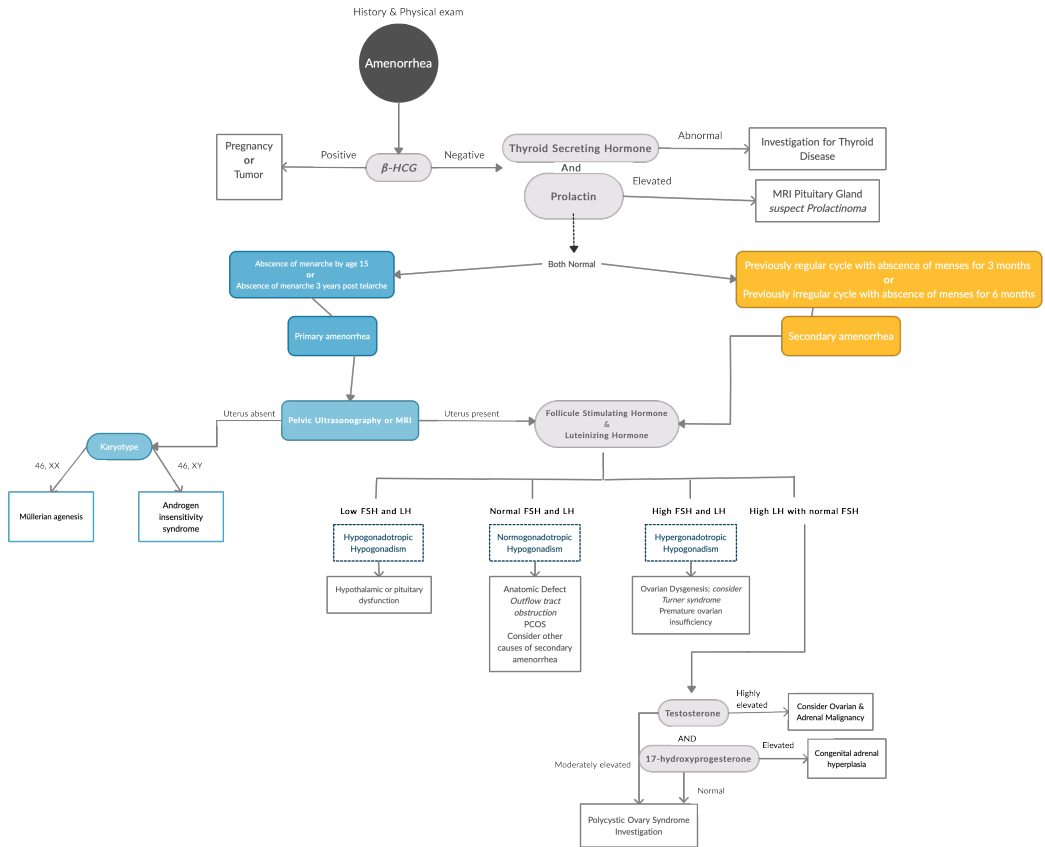 History & Physical exam
Amenorrhea
Pregnancy
or
Tumor
Positive
β-HCG
Negative
Thyroid Secreting Hormone
And
Prolactin
Abnormal
Investigation for Thyroid
Disease
Elevated
MRI Pituitary Gland
suspect Prolactinoma
Both Normal
Abscence of menarche by age 15
or
Abscence of menarche 3 years post telarche
Previously regular cycle with abscence of menses for 3 months
or
Previously irregular cycle with abscence of menses for 6 months
Primary amenorrhea
Secondary amenorrhea
Uterus absent
Pelvic Ultrasonography or MRI
Uterus present
Follicule Stimulating Hormone
&
Luteinizing Hormone
Karyotype
46, XX
46, XY
Müllerian agenesis
Androgen
insensitivity
syndrome
Low FSH and LH
Normal FSH and LH
High FSH and LH
High LH with normal FSH
Hypogonadotropic
Hypogonadism
Normogonadotropic
Hypogonadism
Hypergonadotropic
Hypogonadism
Hypothalamic or pituitary
dysfunction
Anatomic Defect
Outflow tract
obstruction
PCOS
Consider other
causes of secondary
amenorrhea
Ovarian Dysgenesis; consider
Turner syndrome
Premature ovarian
insufficiency
Testosterone
Highly
elevated
Consider Ovarian &
Adrenal Malignancy
AND
17-hydroxyprogesterone
Elevated
Congenital adrenal
hyperplasia
Moderately elevated
Normal
Polycystic Ovary Syndrome
Investigation